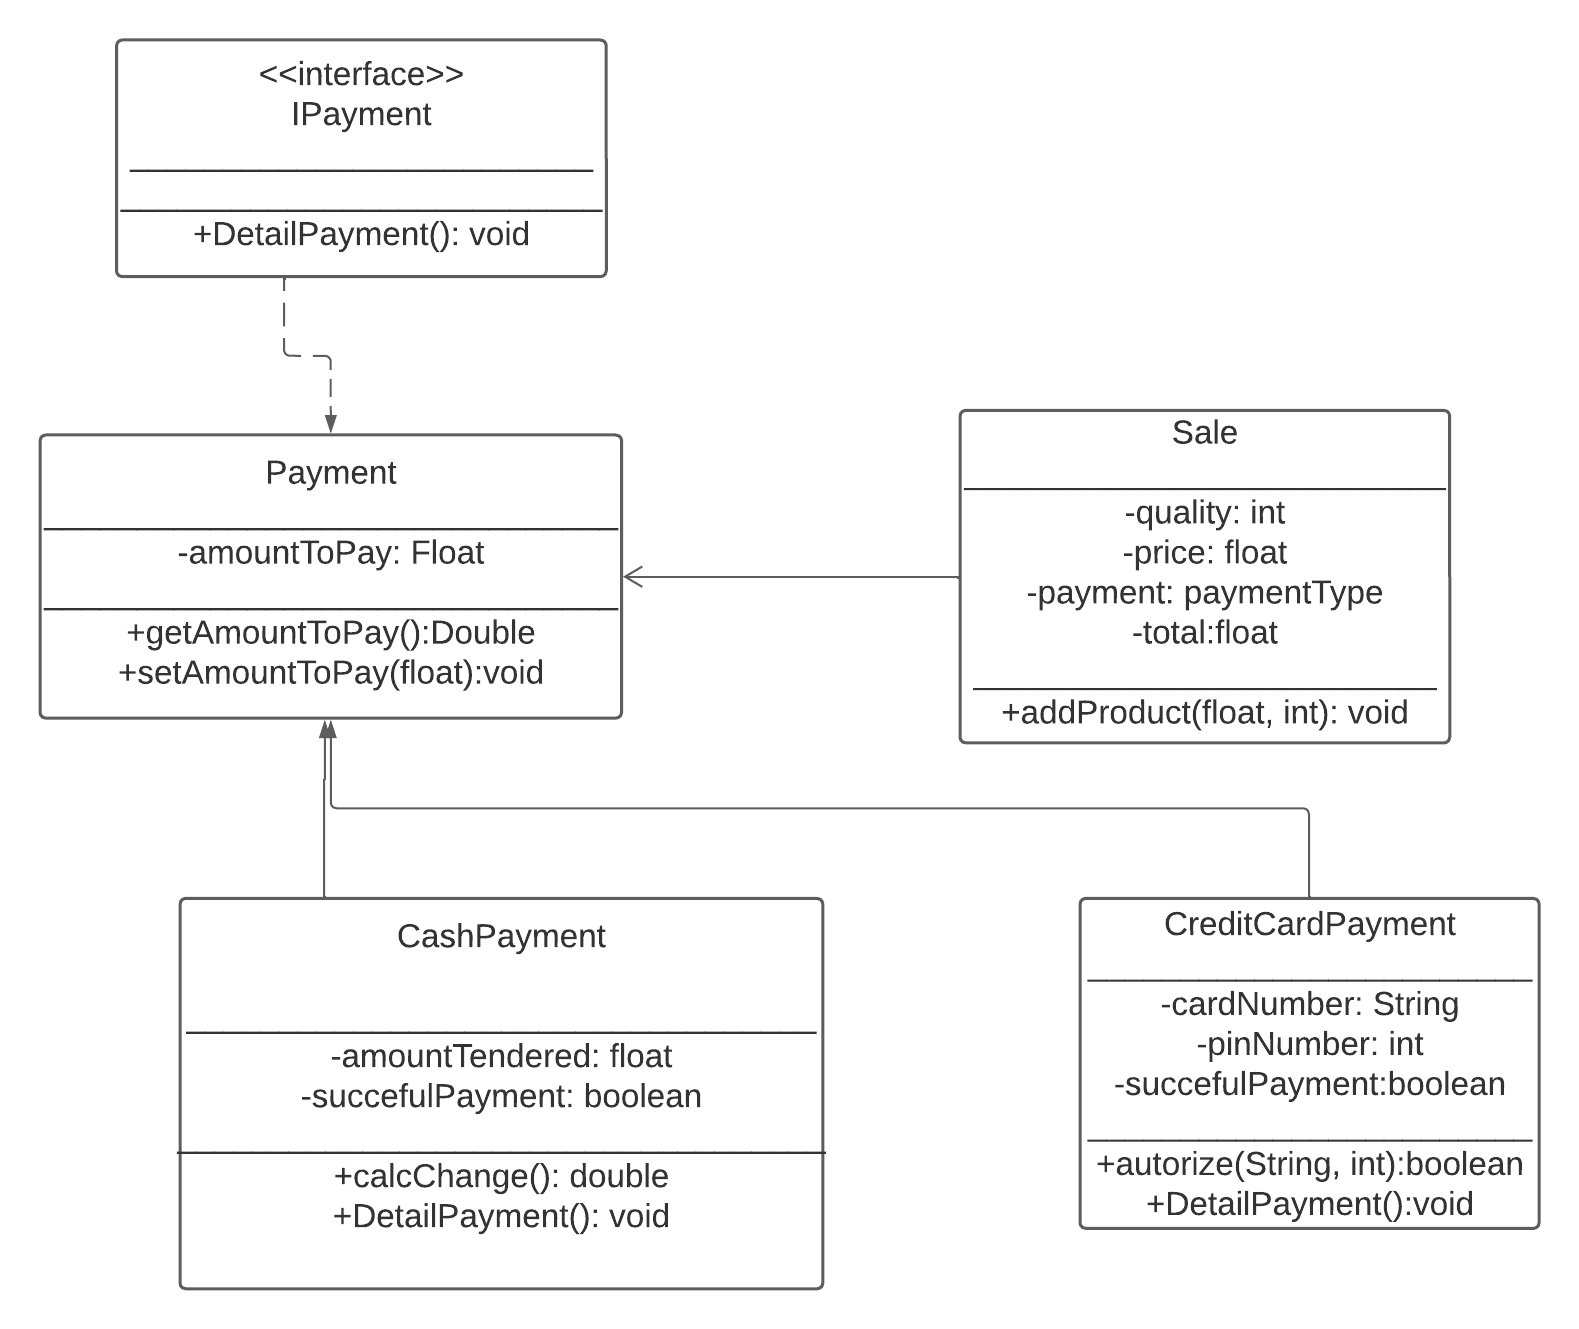 <<interface>>
IPayment
+DetailPayment(): void
Payment
-amountToPay: Float
+getAmountToPay():Double
+setAmountToPay(float):void
Sale
-quality: int
-price: float
-payment: paymentType
-total:float
+addProduct(float, int): void
CashPayment
-amountTendered: float
-succefulPayment: boolean
+calcChange(): double
+DetailPayment(): void
CreditCardPayment
-cardNumber: String
-pinNumber: int
-succefulPayment:boolean
+autorize(String, int):boolean
+DetailPayment():void